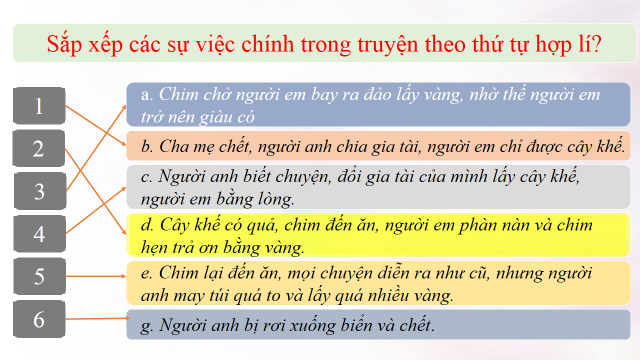 Sắp xếp các sự việc chính trong truyện theo thứ tự hợp lí?
1
a. Chim chở người em bay ra đảo lấy vàng, nhờ thế người em
trở nên giàu có
2
b. Cha mẹ chết, người anh chia gia tài, người em chỉ được cây khế.
3
c. Người anh biết chuyện, đổi gia tài của mình lấy cây khế,
người em bằng lòng.
4
d. Cây khế có quả, chim đến ăn, người em phàn nàn và chim
hẹn trả ơn bằng vàng.
5
e. Chim lại đến ăn, mọi chuyện diễn ra như cũ, nhưng người
anh may túi quá to và lấy quá nhiều vàng.
6
g. Người anh bị rơi xuống biển và chết.